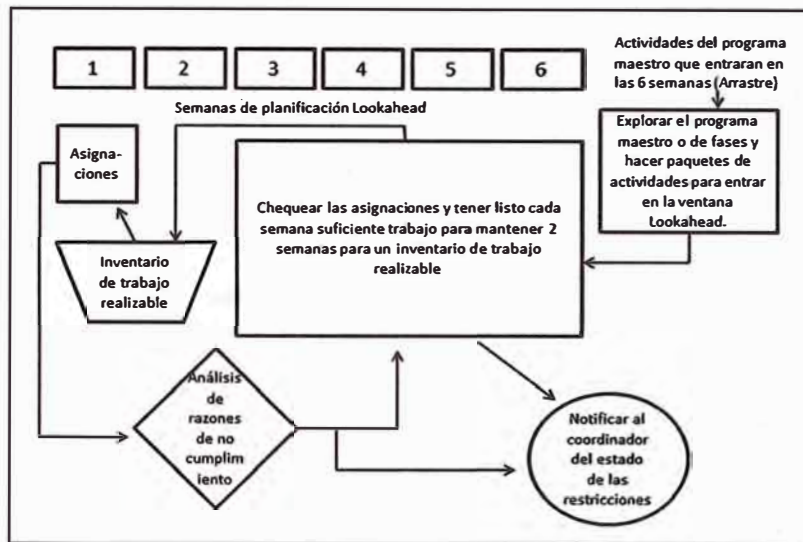 1 2 3 4 5 6
Actividades del programa
maestro que entraran en
las 6 semanas (Arrastre)
Semanas de planificación Lookahead
Explorar el programa
maestro o de fases y
hacer paquetes de
actividades para entrar
en la ventana
Lookahead.
Asigna-
ciones
Chequear las asignaciones y tener listo cada
semana suficiente trabajo para mantener 2
semanas para un inventario de trabajo
realizable
Inventario
de trabajo
realizable
Análisis
de
razones
de no
cumplim
iento
Notificar al
coordinador
del estado
de las
restricciones